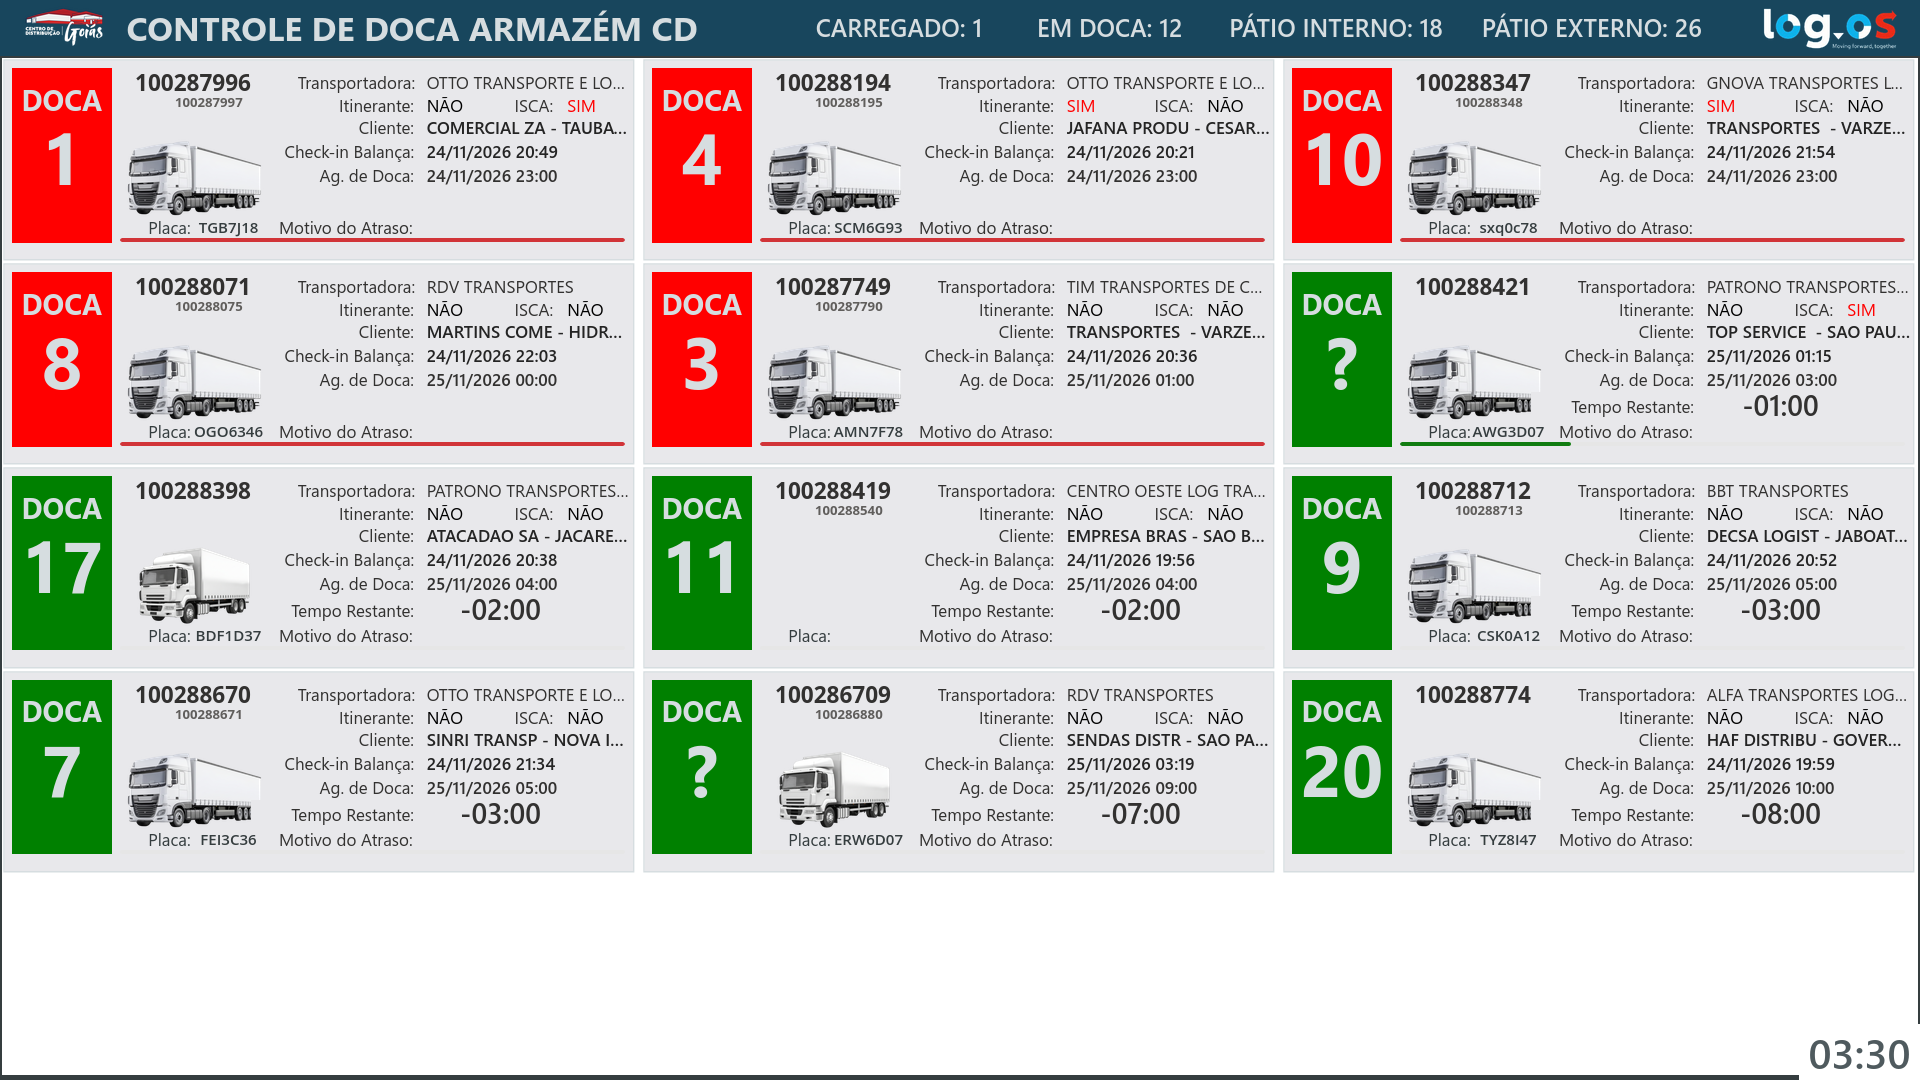 CENTRO DE DISTRIBUIÇÃO Goiás
CONTROLE DE DOCA ARMAZÉM CD
CARREGADO: 1
EM DOCA: 12
PÁTIO INTERNO: 18
PÁTIO EXTERNO: 26
log.os
Moving forward, together
DOCA
1
100287996
100287997
Transportadora: OTTO TRANSPORTE E LO...
Itinerante: NÃO ISCA: SIM
Cliente: COMERCIAL ZA - TAUBA...
Check-in Balança: 24/11/2026 20:49
Ag. de Doca: 24/11/2026 23:00
Placa: TGB7J18 Motivo do Atraso:
DOCA
4
100288194
100288195
Transportadora: OTTO TRANSPORTE E LO...
Itinerante: SIM ISCA: NÃO
Cliente: JAFANA PRODU - CESAR...
Check-in Balança: 24/11/2026 20:21
Ag. de Doca: 24/11/2026 23:00
Placa: SCM6G93 Motivo do Atraso:
DOCA
10
100288347
100288348
Transportadora: GNOVA TRANSPORTES L...
Itinerante: SIM ISCA: NÃO
Cliente: TRANSPORTES - VARZE...
Check-in Balança: 24/11/2026 21:54
Ag. de Doca: 24/11/2026 23:00
Placa: sxq0c78 Motivo do Atraso:
DOCA
8
100288071
100288075
Transportadora: RDV TRANSPORTES
Itinerante: NÃO ISCA: NÃO
Cliente: MARTINS COME - HIDR...
Check-in Balança: 24/11/2026 22:03
Ag. de Doca: 25/11/2026 00:00
Placa: OGO6346 Motivo do Atraso:
DOCA
3
100287749
100287790
Transportadora: TIM TRANSPORTES DE C...
Itinerante: NÃO ISCA: NÃO
Cliente: TRANSPORTES - VARZE...
Check-in Balança: 24/11/2026 20:36
Ag. de Doca: 25/11/2026 01:00
Placa: AMN7F78 Motivo do Atraso:
DOCA
?
100288421
Transportadora: PATRONO TRANSPORTES...
Itinerante: NÃO ISCA: SIM
Cliente: TOP SERVICE - SAO PAU...
Check-in Balança: 25/11/2026 01:15
Ag. de Doca: 25/11/2026 03:00
Tempo Restante: -01:00
Placa: AWG3D07 Motivo do Atraso:
DOCA
17
100288398
Transportadora: PATRONO TRANSPORTES...
Itinerante: NÃO ISCA: NÃO
Cliente: ATACADAO SA - JACARE...
Check-in Balança: 24/11/2026 20:38
Ag. de Doca: 25/11/2026 04:00
Tempo Restante: -02:00
Placa: BDF1D37 Motivo do Atraso:
DOCA
11
100288419
100288540
Transportadora: CENTRO OESTE LOG TRA...
Itinerante: NÃO ISCA: NÃO
Cliente: EMPRESA BRAS - SAO B...
Check-in Balança: 24/11/2026 19:56
Ag. de Doca: 25/11/2026 04:00
Tempo Restante: -02:00
Placa: Motivo do Atraso:
DOCA
9
100288712
100288713
Transportadora: BBT TRANSPORTES
Itinerante: NÃO ISCA: NÃO
Cliente: DECSA LOGIST - JABOAT...
Check-in Balança: 24/11/2026 20:52
Ag. de Doca: 25/11/2026 05:00
Tempo Restante: -03:00
Placa: CSK0A12 Motivo do Atraso:
DOCA
7
100288670
100288671
Transportadora: OTTO TRANSPORTE E LO...
Itinerante: NÃO ISCA: NÃO
Cliente: SINRI TRANSP - NOVA I...
Check-in Balança: 24/11/2026 21:34
Ag. de Doca: 25/11/2026 05:00
Tempo Restante: -03:00
Placa: FEI3C36 Motivo do Atraso:
DOCA
?
100286709
100286880
Transportadora: RDV TRANSPORTES
Itinerante: NÃO ISCA: NÃO
Cliente: SENDAS DISTR - SAO PA...
Check-in Balança: 25/11/2026 03:19
Ag. de Doca: 25/11/2026 09:00
Tempo Restante: -07:00
Placa: ERW6D07 Motivo do Atraso:
DOCA
20
100288774
Transportadora: ALFA TRANSPORTES LOG...
Itinerante: NÃO ISCA: NÃO
Cliente: HAF DISTRIBU - GOVER...
Check-in Balança: 24/11/2026 19:59
Ag. de Doca: 25/11/2026 10:00
Tempo Restante: -08:00
Placa: TYZ8I47 Motivo do Atraso:
03:30